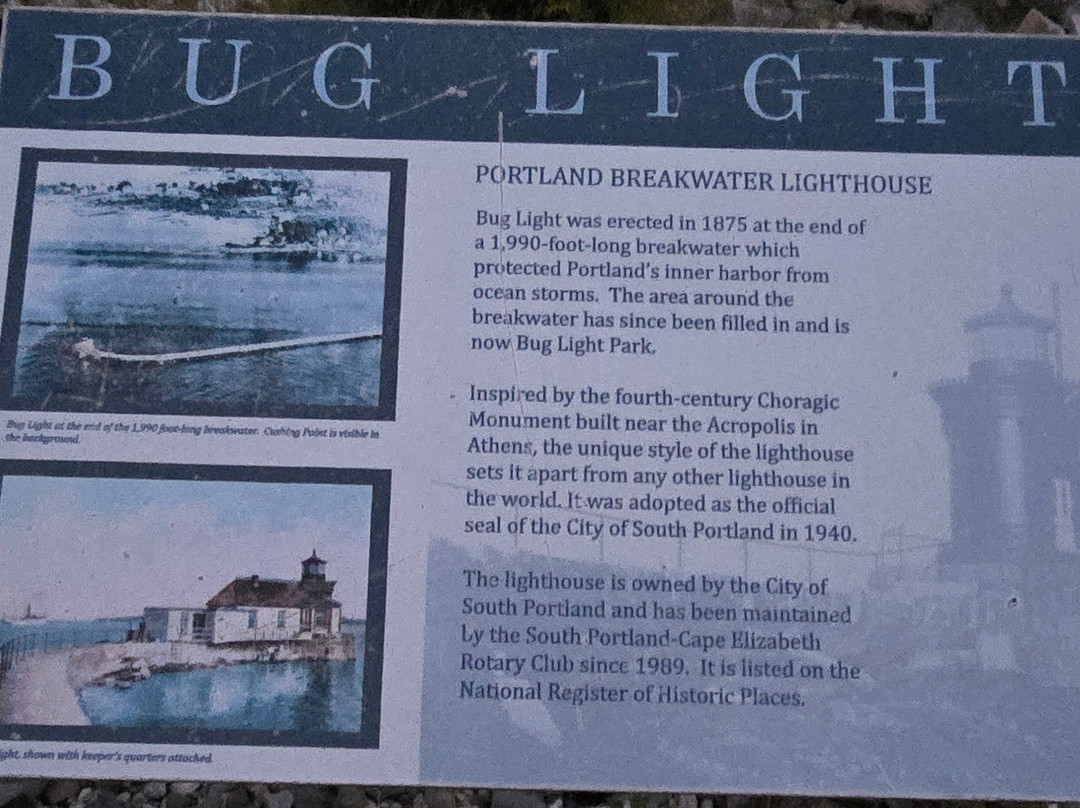 BUG LIGHT
Bug Light at the end of the 1,990 foot-long breakwater. Cushing Point is visible in
the background.
ght, shown with keeper's quarters attached.
PORTLAND BREAKWATER LIGHTHOUSE
Bug Light was erected in 1875 at the end of
a 1,990-foot-long breakwater which
protected Portland's inner harbor from
ocean storms. The area around the
breakwater has since been filled in and is
now Bug Light Park.
Inspired by the fourth-century Choragic
Monument built near the Acropolis in
Athens, the unique style of the lighthouse
sets it apart from any other lighthouse in
the world. It was adopted as the official
seal of the City of South Portland in 1940.
The lighthouse is owned by the City of
South Portland and has been maintained
by the South Portland-Cape Elizabeth
Rotary Club since 1989. It is listed on the
National Register of Historic Places.